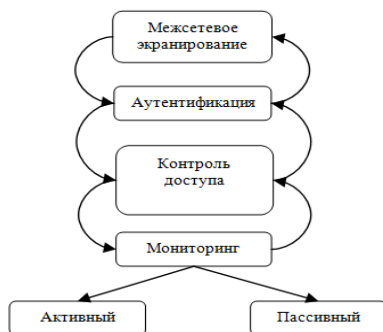 Межсетевое
экранирование
Аутентификация
Контроль
доступа
Мониторинг
Активный
Пассивный